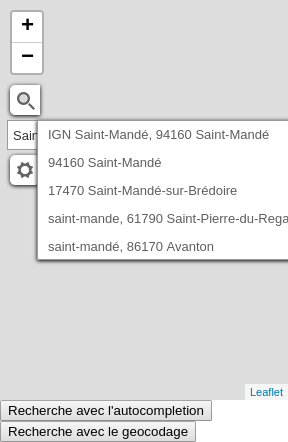 +
−
Sain
IGN Saint-Mandé, 94160 Saint-Mandé
94160 Saint-Mandé
17470 Saint-Mandé-sur-Brédoire
saint-mande, 61790 Saint-Pierre-du-Rega
saint-mandé, 86170 Avanton
Leaflet
Recherche avec l'autocompletion
Recherche avec le geocodage